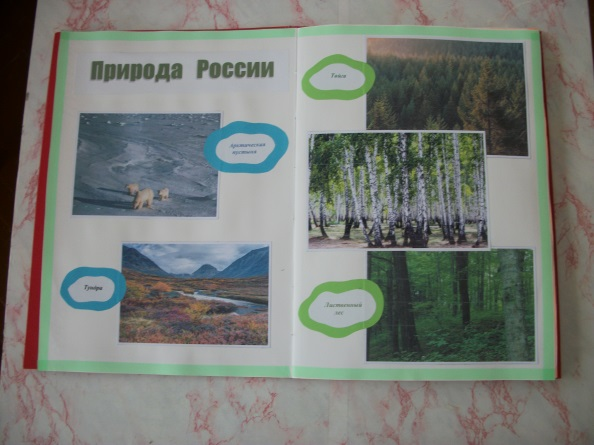 Природа России
Арктическая
пустыня
Тундра
Тайга
Лиственный
лес